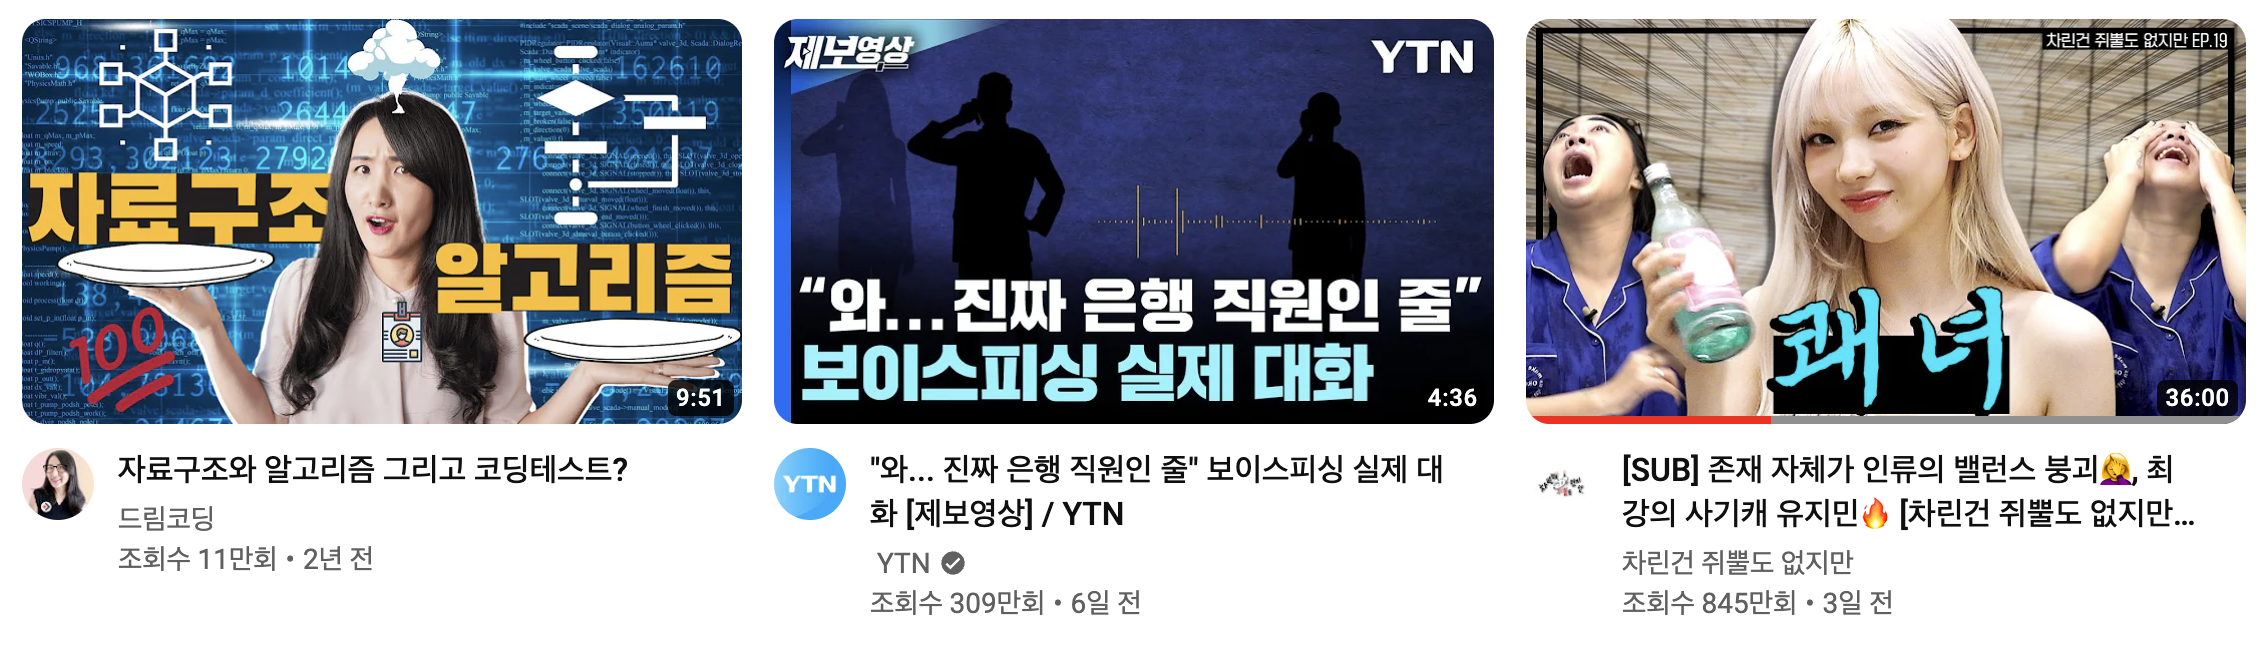 자료구조
알고리즘
100
9:51
제보영상
YTN
“와...진짜 은행 직원인 줄”
보이스피싱 실제 대화
4:36
차린건 쥐뿔도 없지만 EP.19
쾌녀
36:00
자료구조와 알고리즘 그리고 코딩테스트?
드림코딩
조회수 11만회 • 2년 전
YTN
"와... 진짜 은행 직원인 줄" 보이스피싱 실제 대
화 [제보영상] / YTN
YTN
조회수 309만회 • 6일 전
[SUB] 존재 자체가 인류의 밸런스 붕괴🤦‍♀️, 최
강의 사기캐 유지민🔥 [차린건 쥐뿔도 없지만...
차린건 쥐뿔도 없지만
조회수 845만회 • 3일 전